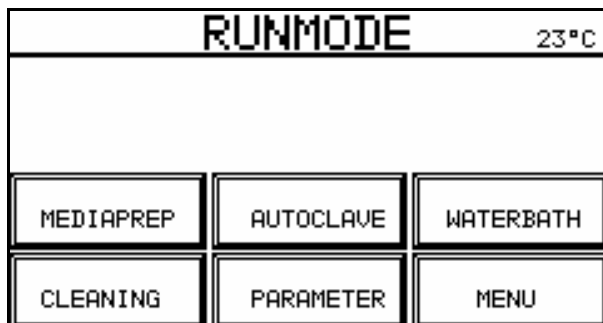 RUNMODE 23°C
MEDIAPREP AUTOCLAVE WATERBATH
CLEANING PARAMETER MENU